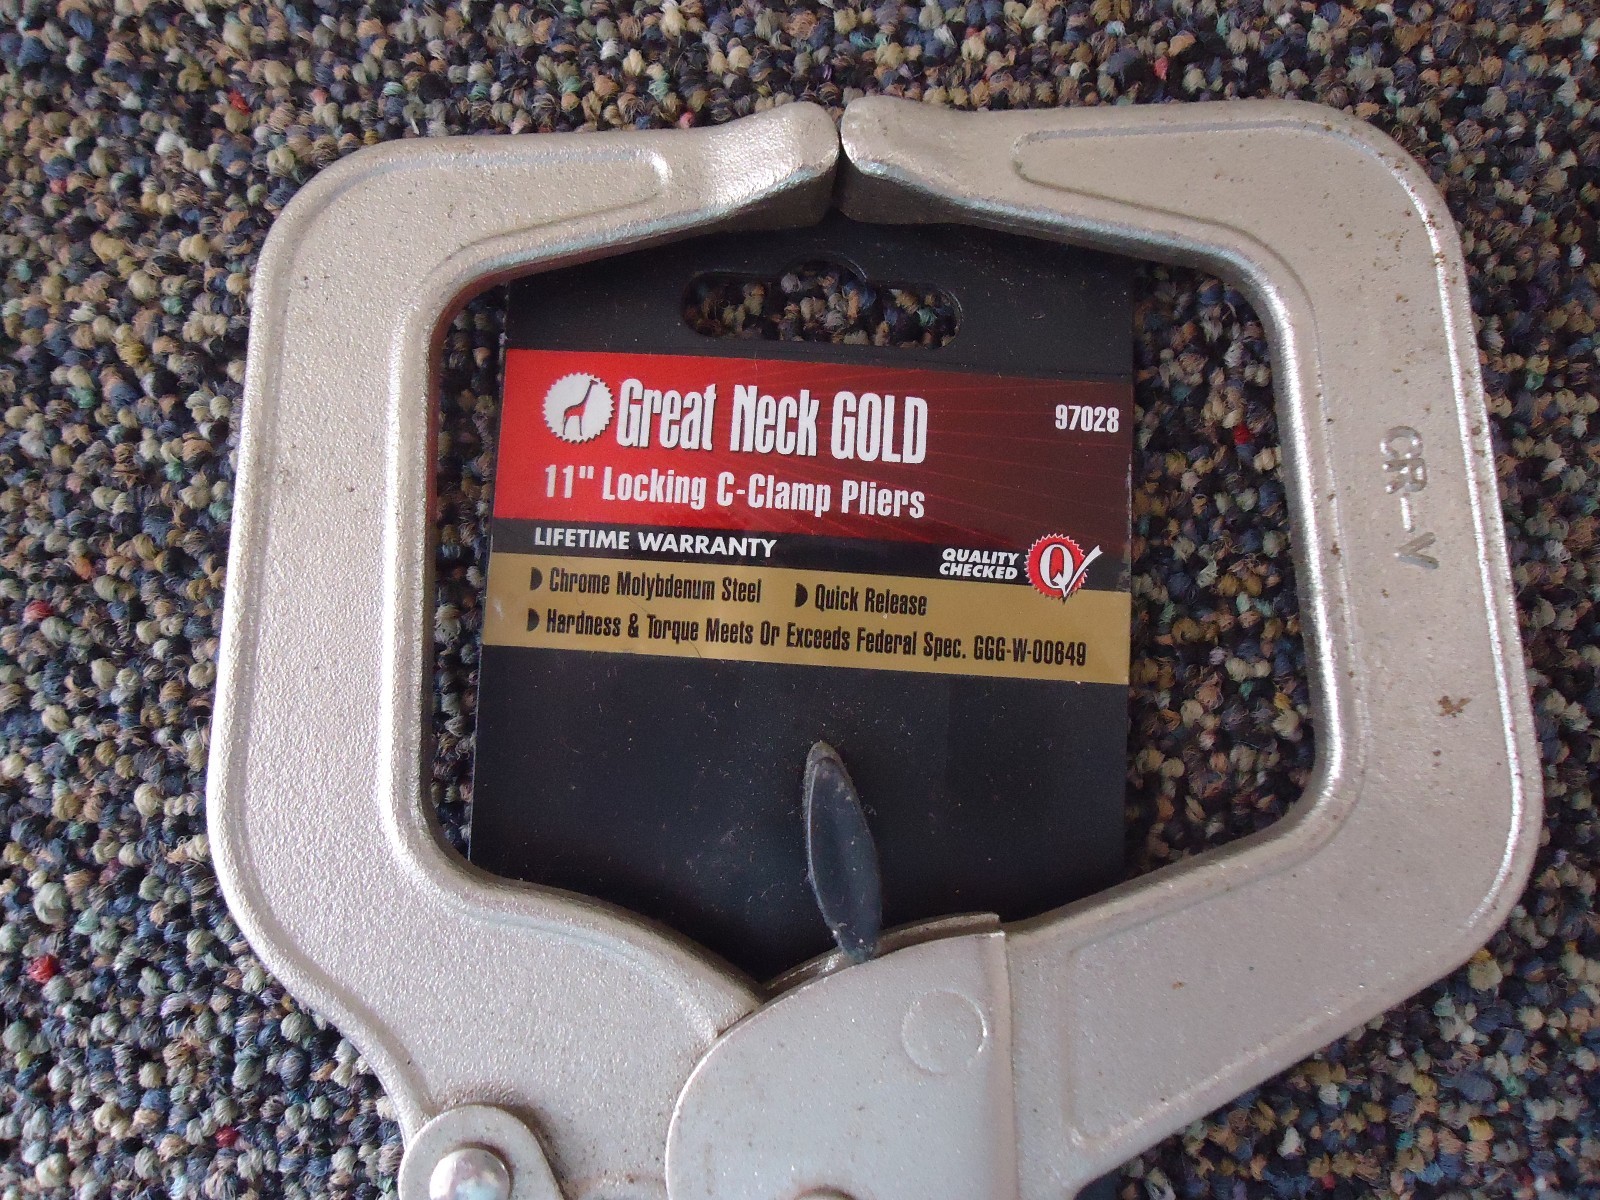 Great Neck GOLD
97028
11" Locking C-Clamp Pliers
LIFETIME WARRANTY
QUALITY
CHECKED
Q
Chrome Molybdenum Steel
Quick Release
Hardness & Torque Meets Or Exceeds Federal Spec. GGG-W-00649
CR-V